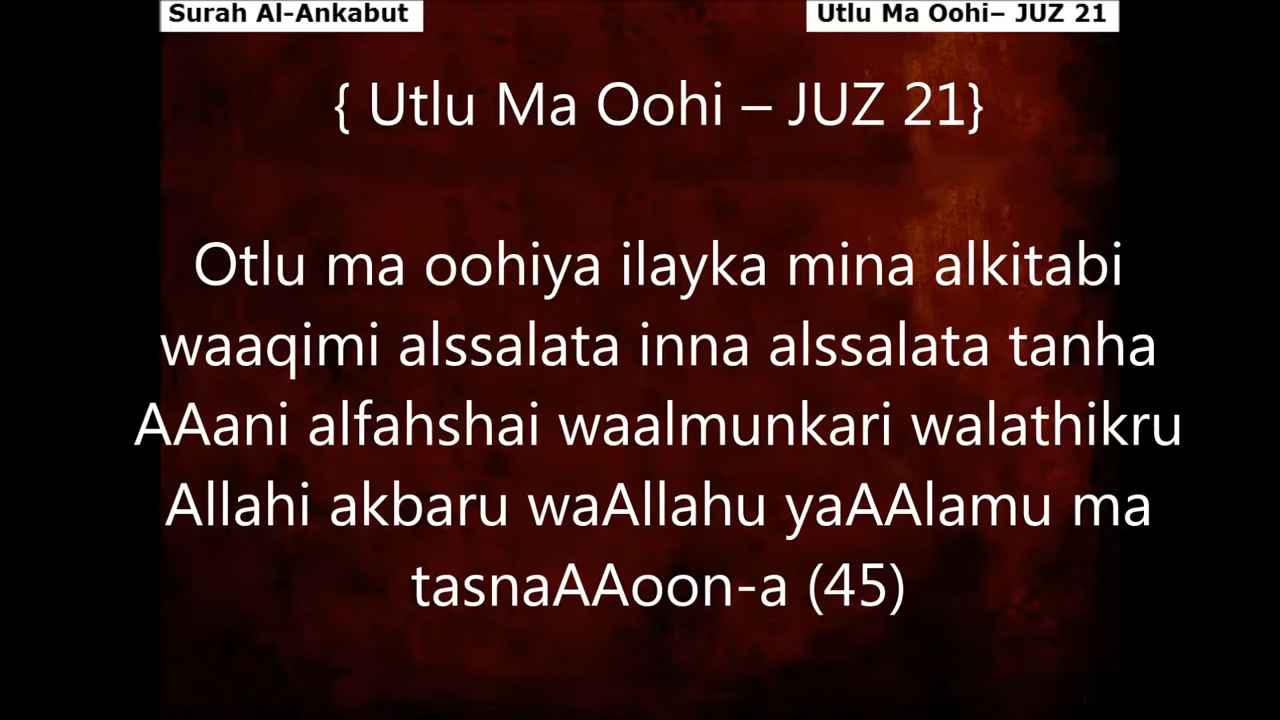 Surah Al-Ankabut
Utlu Ma Oohi– JUZ 21
{ Utlu Ma Oohi – JUZ 21}
Otlu ma oohiya ilayka mina alkitabi
waaqimi alssalata inna alssalata tanha
AAani alfahshai waalmunkari walathikru
Allahi akbaru waAllahu yaAAlamu ma
tasnaAAoon-a (45)